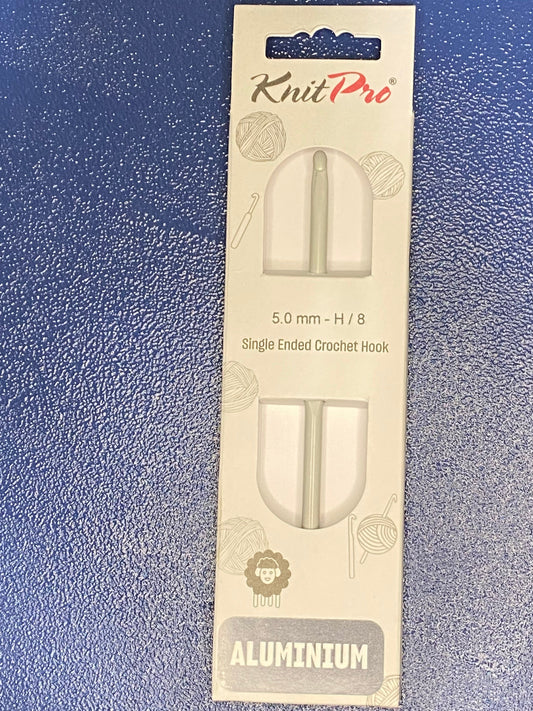 KnitPro®
5.0 mm - H / 8
Single Ended Crochet Hook
ALUMINIUM